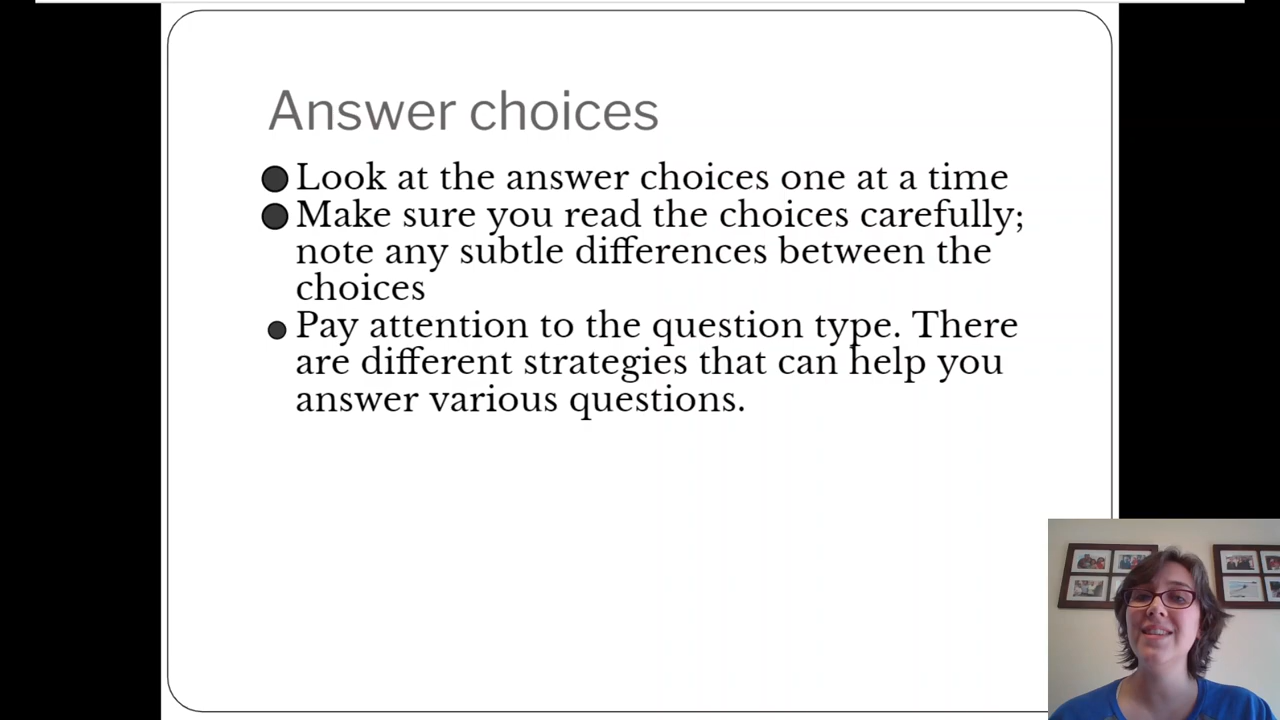 Answer choices
Look at the answer choices one at a time
Make sure you read the choices carefully;
note any subtle differences between the
choices
Pay attention to the question type. There
are different strategies that can help you
answer various questions.